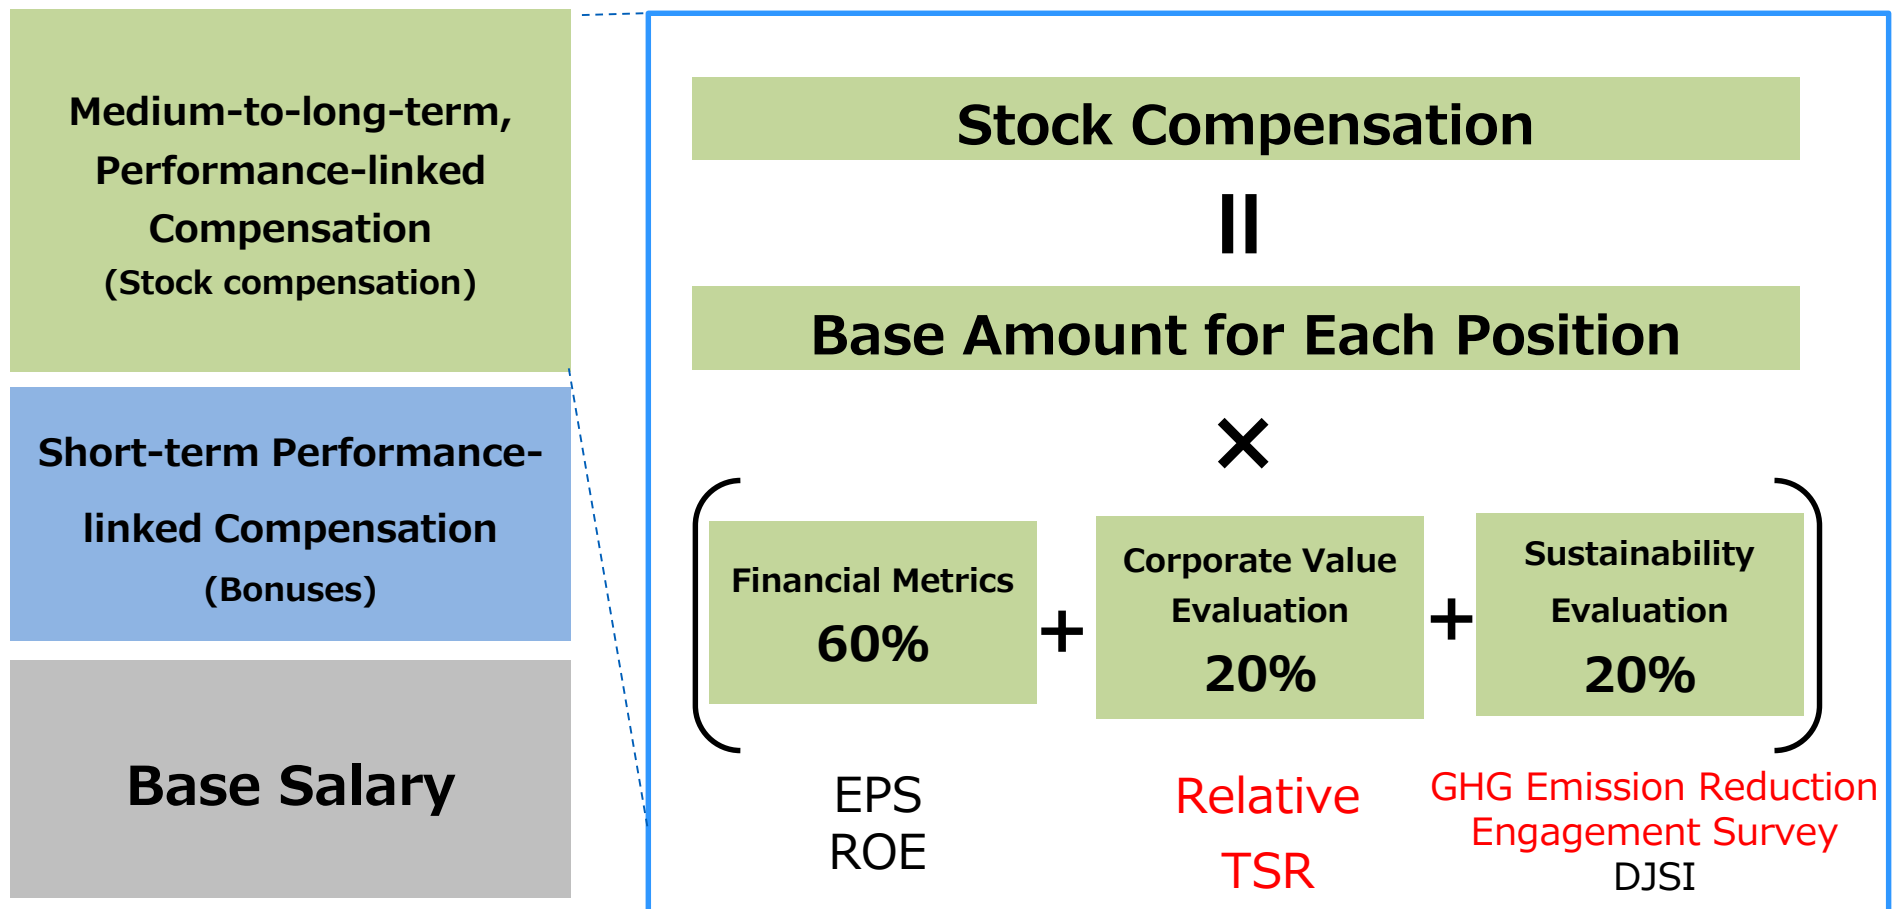 Medium-to-long-term,
Performance-linked
Compensation
(Stock compensation)
Short-term Performance-
linked Compensation
(Bonuses)
Base Salary
Stock Compensation
=
Base Amount for Each Position
×
Financial Metrics
60%
+
Corporate Value
Evaluation
20%
+
Sustainability
Evaluation
20%
EPS
ROE
Relative
TSR
GHG Emission Reduction
Engagement Survey
DJSI